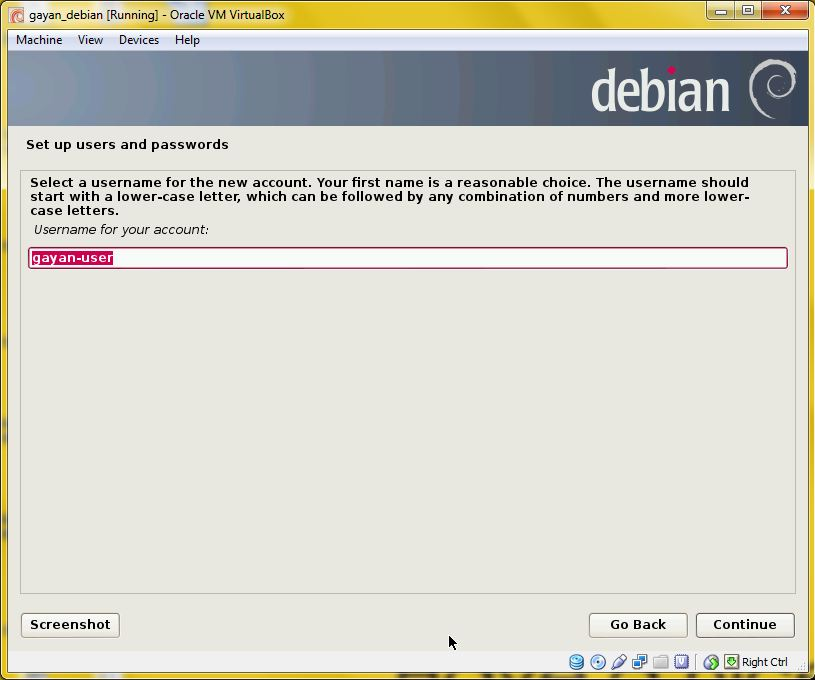 gayan_debian [Running] - Oracle VM VirtualBox
Machine View Devices Help
debian
Set up users and passwords
Select a username for the new account. Your first name is a reasonable choice. The username should
start with a lower-case letter, which can be followed by any combination of numbers and more lower-
case letters.
Username for your account:
gayan-user
Screenshot Go Back Continue
Right Ctrl